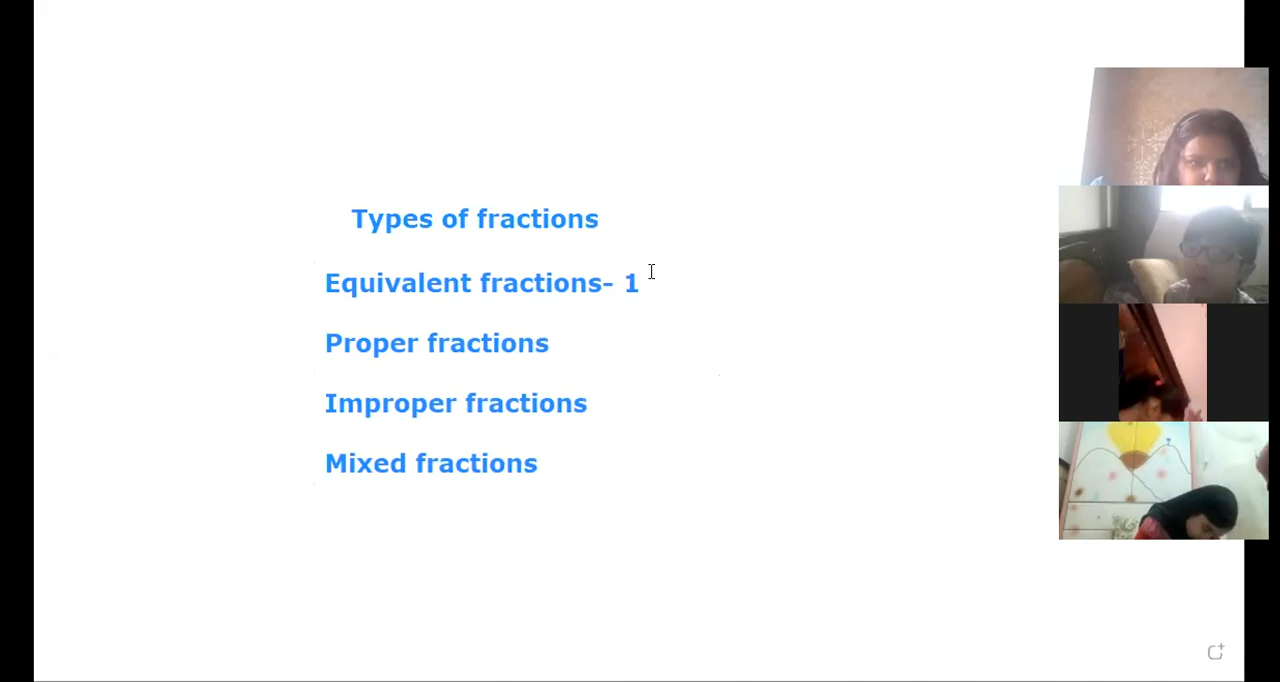 Types of fractions
Equivalent fractions- 1
Proper fractions
Improper fractions
Mixed fractions